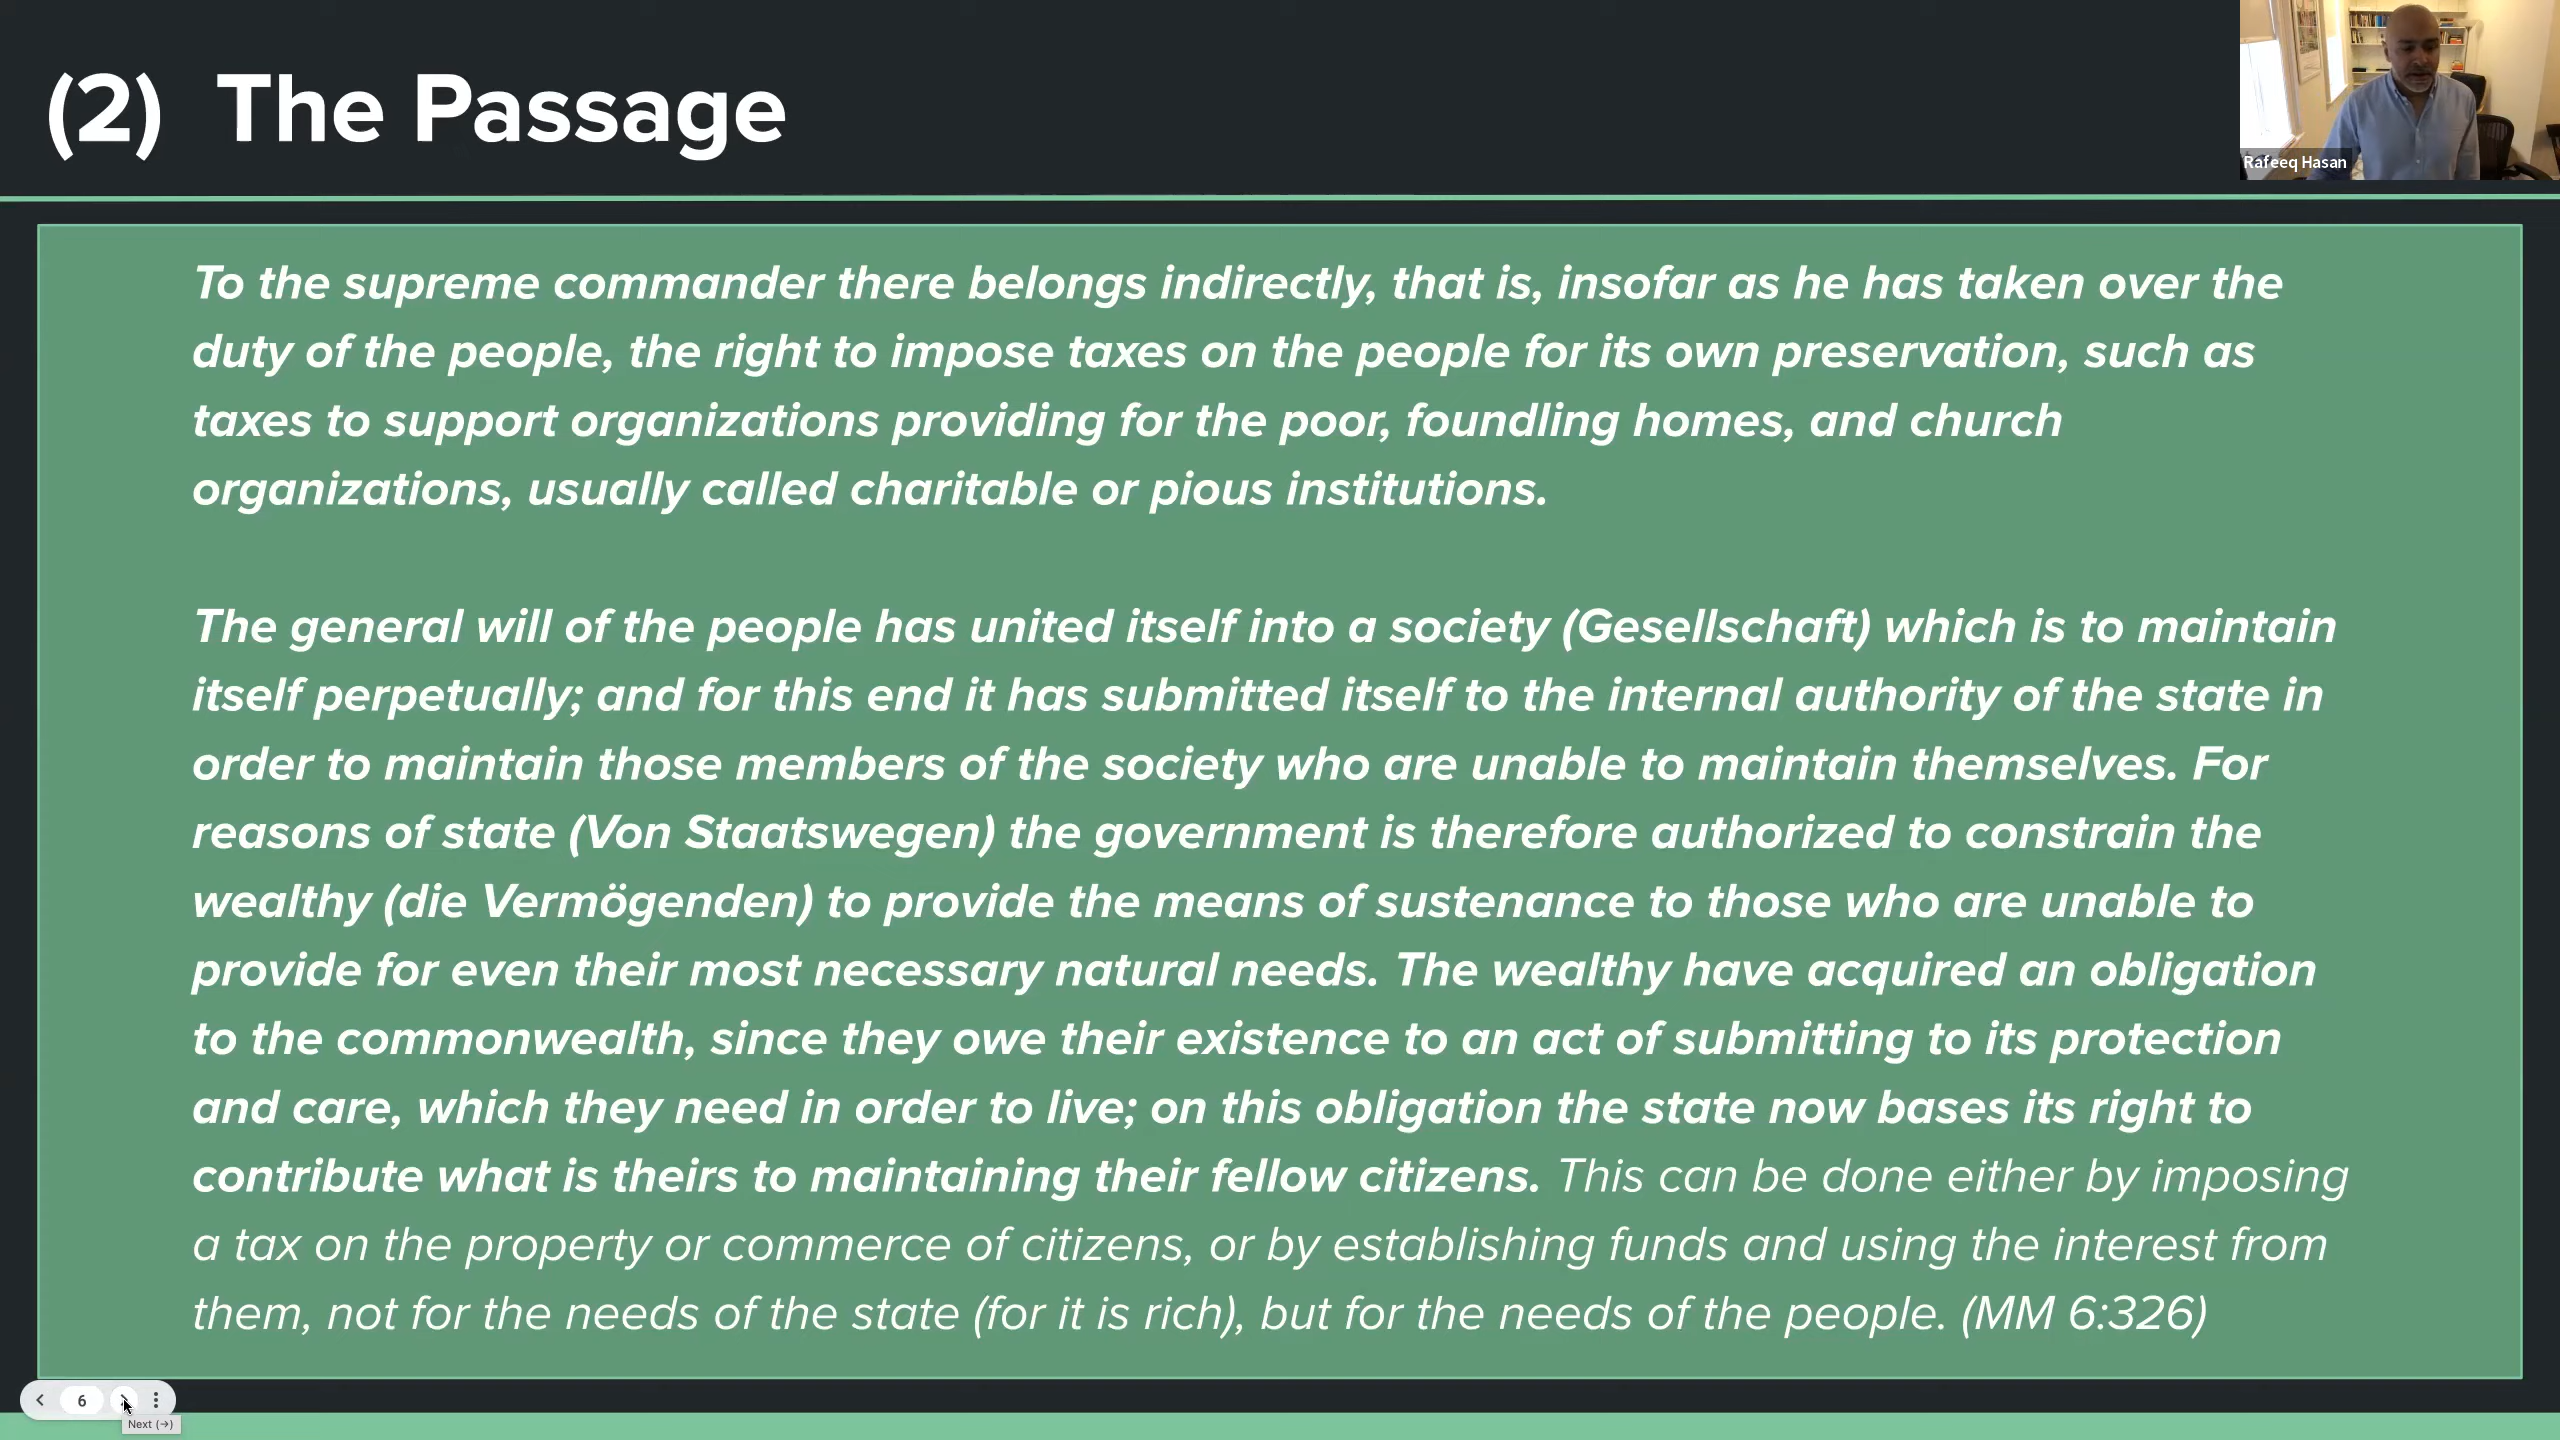 (2) The Passage
Rafeeq Hasan
To the supreme commander there belongs indirectly, that is, insofar as he has taken over the
duty of the people, the right to impose taxes on the people for its own preservation, such as
taxes to support organizations providing for the poor, foundling homes, and church
organizations, usually called charitable or pious institutions.
The general will of the people has united itself into a society (Gesellschaft) which is to maintain
itself perpetually; and for this end it has submitted itself to the internal authority of the state in
order to maintain those members of the society who are unable to maintain themselves. For
reasons of state (Von Staatswegen) the government is therefore authorized to constrain the
wealthy (die Vermögenden) to provide the means of sustenance to those who are unable to
provide for even their most necessary natural needs. The wealthy have acquired an obligation
to the commonwealth, since they owe their existence to an act of submitting to its protection
and care, which they need in order to live; on this obligation the state now bases its right to
contribute what is theirs to maintaining their fellow citizens. This can be done either by imposing
a tax on the property or commerce of citizens, or by establishing funds and using the interest from
them, not for the needs of the state (for it is rich), but for the needs of the people. (MM 6:326)
6
Next (→)